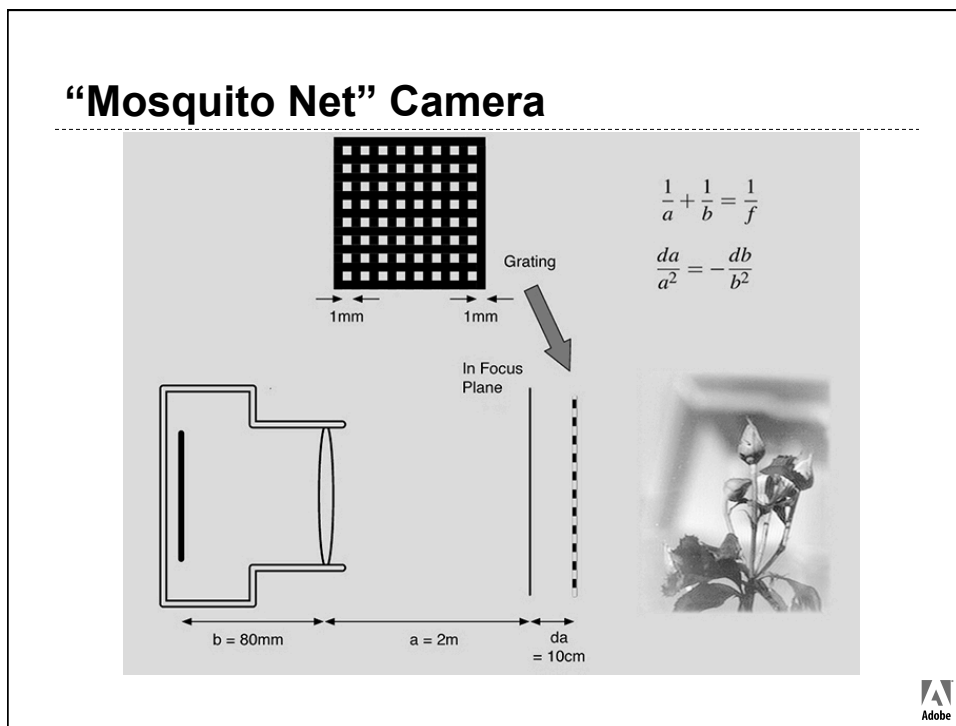 “Mosquito Net” Camera
1/a + 1/b = 1/f
da/a² = −db/b²
Grating
1mm 1mm
In Focus
Plane
b = 80mm a = 2m da
= 10cm
Adobe